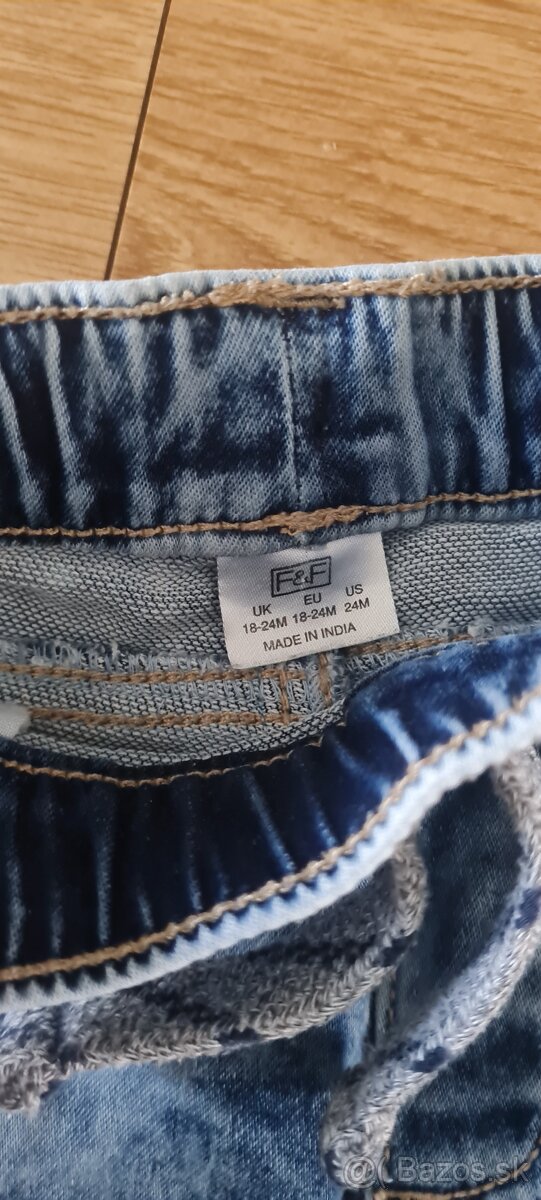 F&F
UK EU US
18-24M 18-24M 24M
MADE IN INDIA
@ Bazos.sk